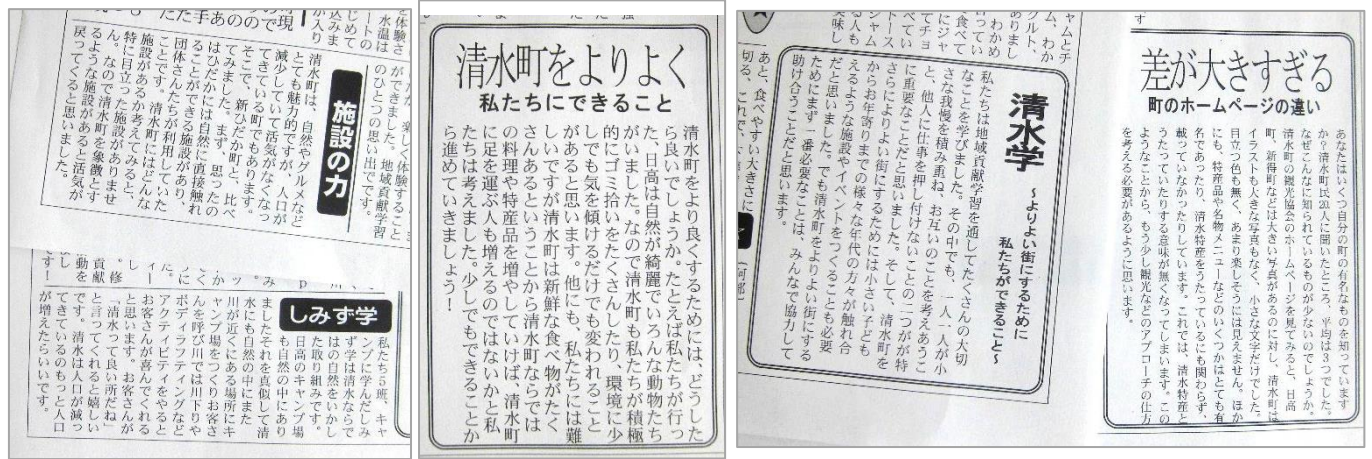 ができました。地域貢献学習
のひとつの思い出です。
施設の力
清水町は、自然やグルメなど
とても魅力的ですが、人口が
減少していて活気がなくなっ
てきている町でもあります。
そこで、新ひだか町と、比べ
てみました。まず、思ったの
はひだかには自然に直接触れ
ることができる施設があり
団体さんたちが利用していた
ことです。清水町にはどんな
施設があるか考えてみると、
特に目立った施設がありませ
ん。なので清水町を象徴とす
るような施設があると活気が
戻ってくると思いました。
しみず学
私たち5班、キャ
ンプに学んだしみ
ず学は清水ならで
はの自然をいかし
た取り組みです。
日高のキャンプ場
も自然の中にあり
ましたそれを真似して清
水にも自然の中にまた
川が近くにある場所にキ
ャンプ場をつくりお客さ
んを呼び川では川下りや
ボディラフティングなど
アクティビティをやると
お客さんが喜んでくれる
と思います。お客さんが
「清水って良い所だね」
と言ってくれると嬉しい
です。清水は人口が減っ
てきているのもっと人口
が増えたらいいです。
清水町をよりよく
私たちにできること
清水町をより良くするためには、どうした
ら良いでしょうか。たとえば私たちが行っ
た、日高は自然が綺麗でいろんな動物たち
がいました。なので清水町も私たちが積極
的にゴミ拾いをたくさんしたり、環境に少
しでも気を傾けるだけでも変われること
があると思います。他にも、私たちには難
しいですが清水町は新鮮な食べ物がたく
さんあるということから清水町ならでは
の料理や特産品を増やしていけば、清水町
に足を運ぶ人も増えるのではないかと私
たちは考えました。少しでもできることか
ら進めていきましょう！
清水学
～よりよい街にするために
私たちができること～
私たちは地域貢献学習を通してたくさんの大切
なことを学びました。その中でも、一人一人が小
さな我慢を積み重ね、お互いのことを考えあうこ
と、他人に仕事を押し付けないことの二つがが特
に重要なことだと思いました。そして、清水町を
さらによりよい街にするためには小さい子ども
からお年寄りまでの様々な年代の方々が触れ合
えるような施設やイベントをつくることも必要
だと思いました。でも清水町をよりよい街にする
ためにまず一番必要なことは、みんなで協力して
助け合うことだと思います。
あと、食べやすい大きさに
差が大きすぎる
町のホームページの違い
あなたはいくつ自分の町の有名なものを知っています
か？清水町民20人に聞いたところ、平均は3つでした。
なぜこんなに知られているものが少ないのでしょうか。
清水町の観光協会のホームページを見てみると、日高
町、新得町などは大きい写真があるのに対し、清水町は
イラストも大きな写真もなく、小さな文字だけでした。
目立つ色も無く、あまり楽しそうには見えません。ほか
にも、特産品や名物メニューなどのいくつかはとても有
名であったり、清水特産をうたっているにも関わらず、
載っていなかったりしています。これでは、清水特産と
うたっていたりする意味が無くなってしまいます。この
ようなことから、もう少し観光などのアプローチの仕方
を考える必要があるように思います。